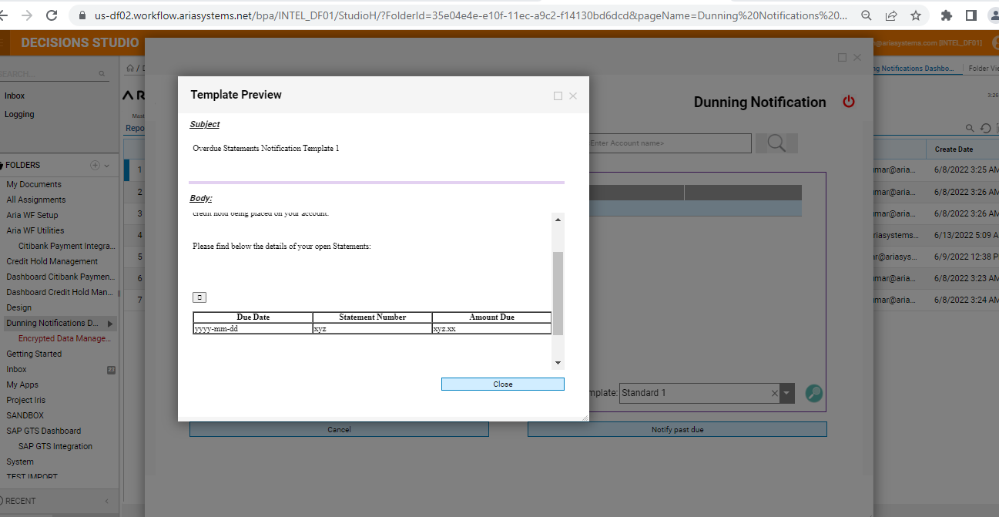 us-df02.workflow.ariasystems.net/bpa/INTEL_DF01/StudioH/?FolderId=35e04e4e-e10f-11ec-a9c2-f14130bd6dcd&pageName=Dunning%20Notifications%20...
DECISIONS STUDIO
@ariasystems.com [INTEL_DF01]
SEARCH...
Inbox
Logging
FOLDERS
My Documents
All Assignments
Aria WF Setup
Aria WF Utilities
Citibank Payment Integra...
Credit Hold Management
Dashboard Citibank Paymen...
Dashboard Credit Hold Man...
Design
Dunning Notifications D...
Encrypted Data Manage...
Getting Started
Inbox 23
My Apps
Project Iris
SANDBOX
SAP GTS Dashboard
SAP GTS Integration
System
TEST IMPORT
RECENT
/ D
AR
Mast
Repo
1
2
3
4
5
6
7
Template Preview
Subject
Overdue Statements Notification Template 1
Body:
credit hold being placed on your account.
Please find below the details of your open Statements:
Due Date Statement Number Amount Due
yyyy-mm-dd xyz xyz.xx
Close
Dunning Notification
Enter Account name>
mplate: Standard 1
Cancel
Notify past due
ng Notifications Dashbo... Folder Vie
3:26
Create Date
mar@aria... 6/8/2022 3:25 AM
mar@aria... 6/8/2022 3:26 AM
mar@aria... 6/8/2022 3:26 AM
riasystems... 6/13/2022 5:09 A
r@ariasys... 6/9/2022 12:38 P
mar@aria... 6/8/2022 3:23 AM
mar@aria... 6/8/2022 3:24 AM